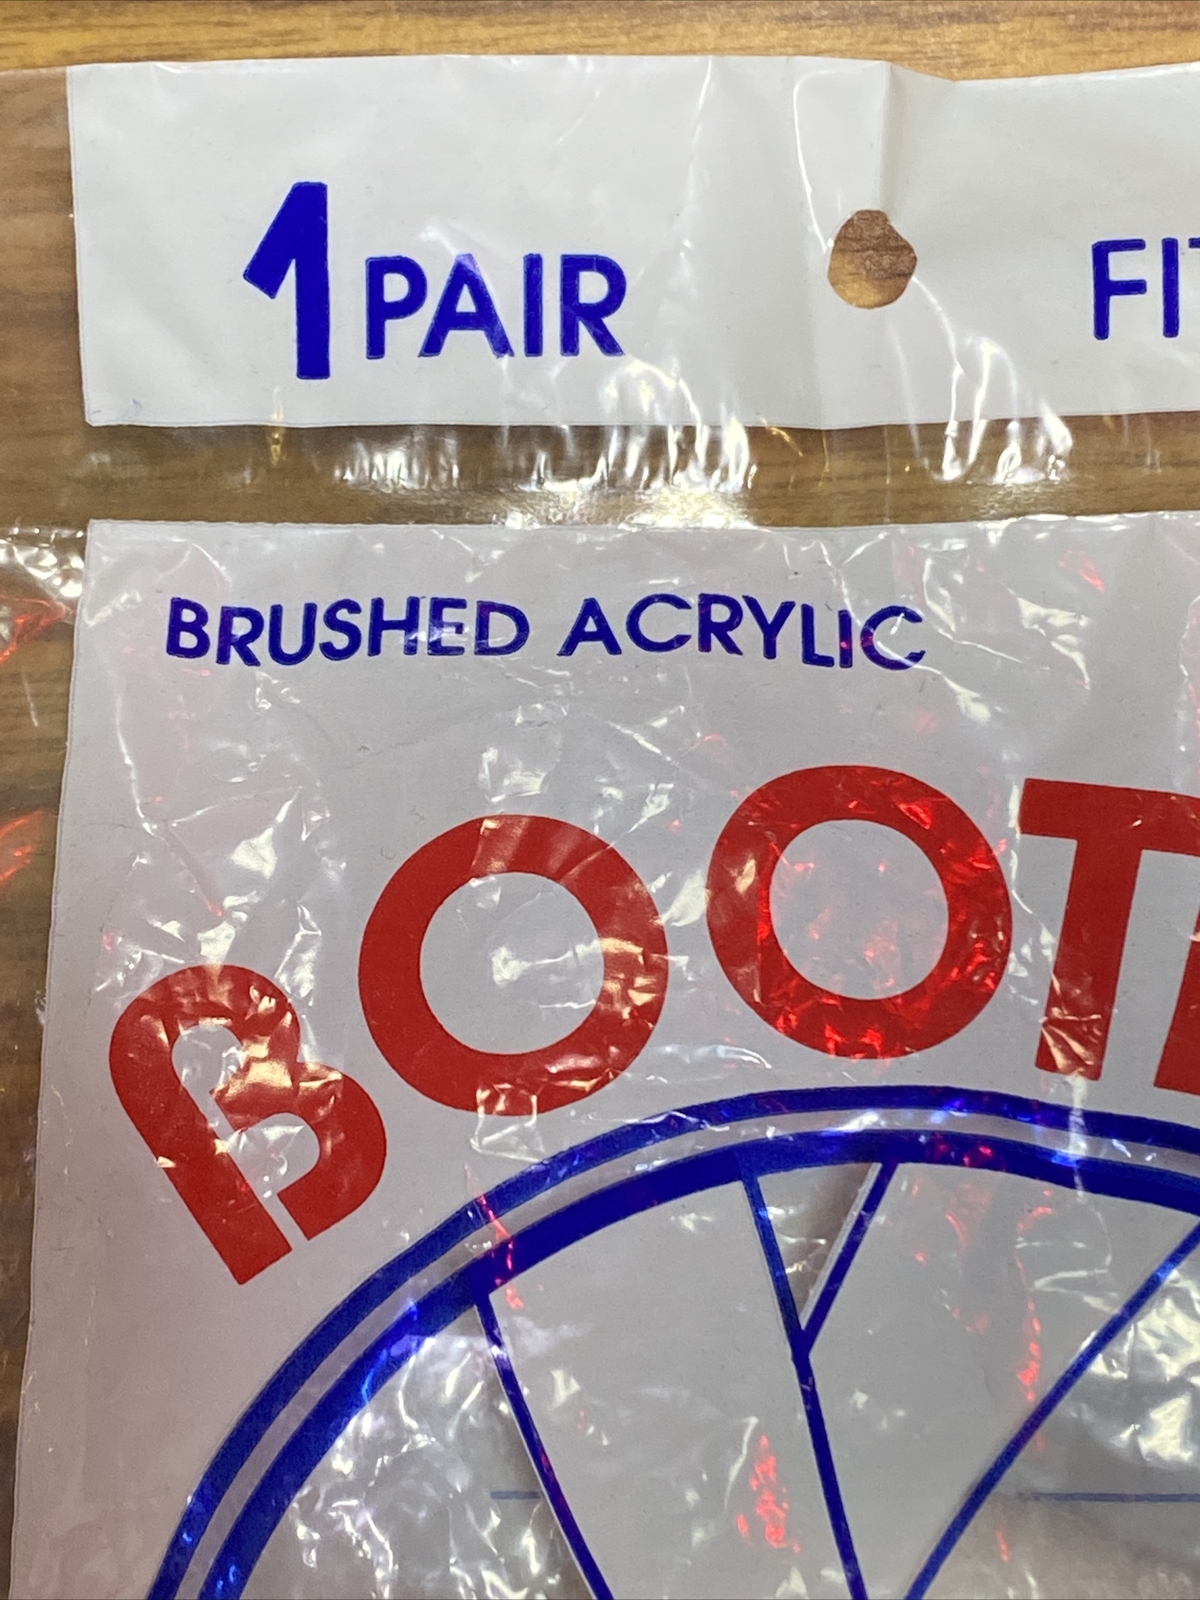 1 PAIR FIT
BRUSHED ACRYLIC
BOOT